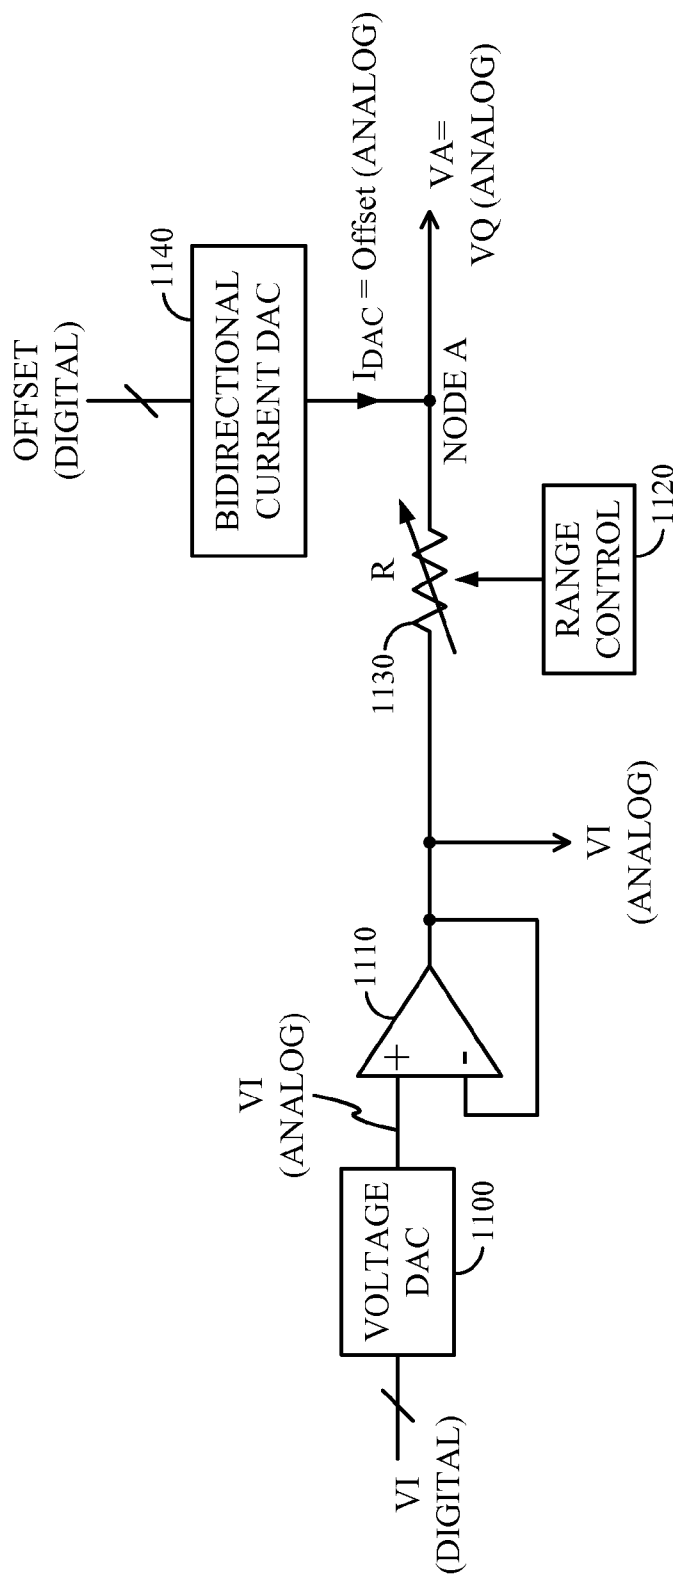 VI
(DIGITAL)
VOLTAGE
DAC
1100
VI
(ANALOG)
+
-
1110
VI
(ANALOG)
1130
R
RANGE
CONTROL
1120
OFFSET
(DIGITAL)
BIDIRECTIONAL
CURRENT DAC
1140
IDAC = Offset (ANALOG)
NODE A
VA=
VQ (ANALOG)